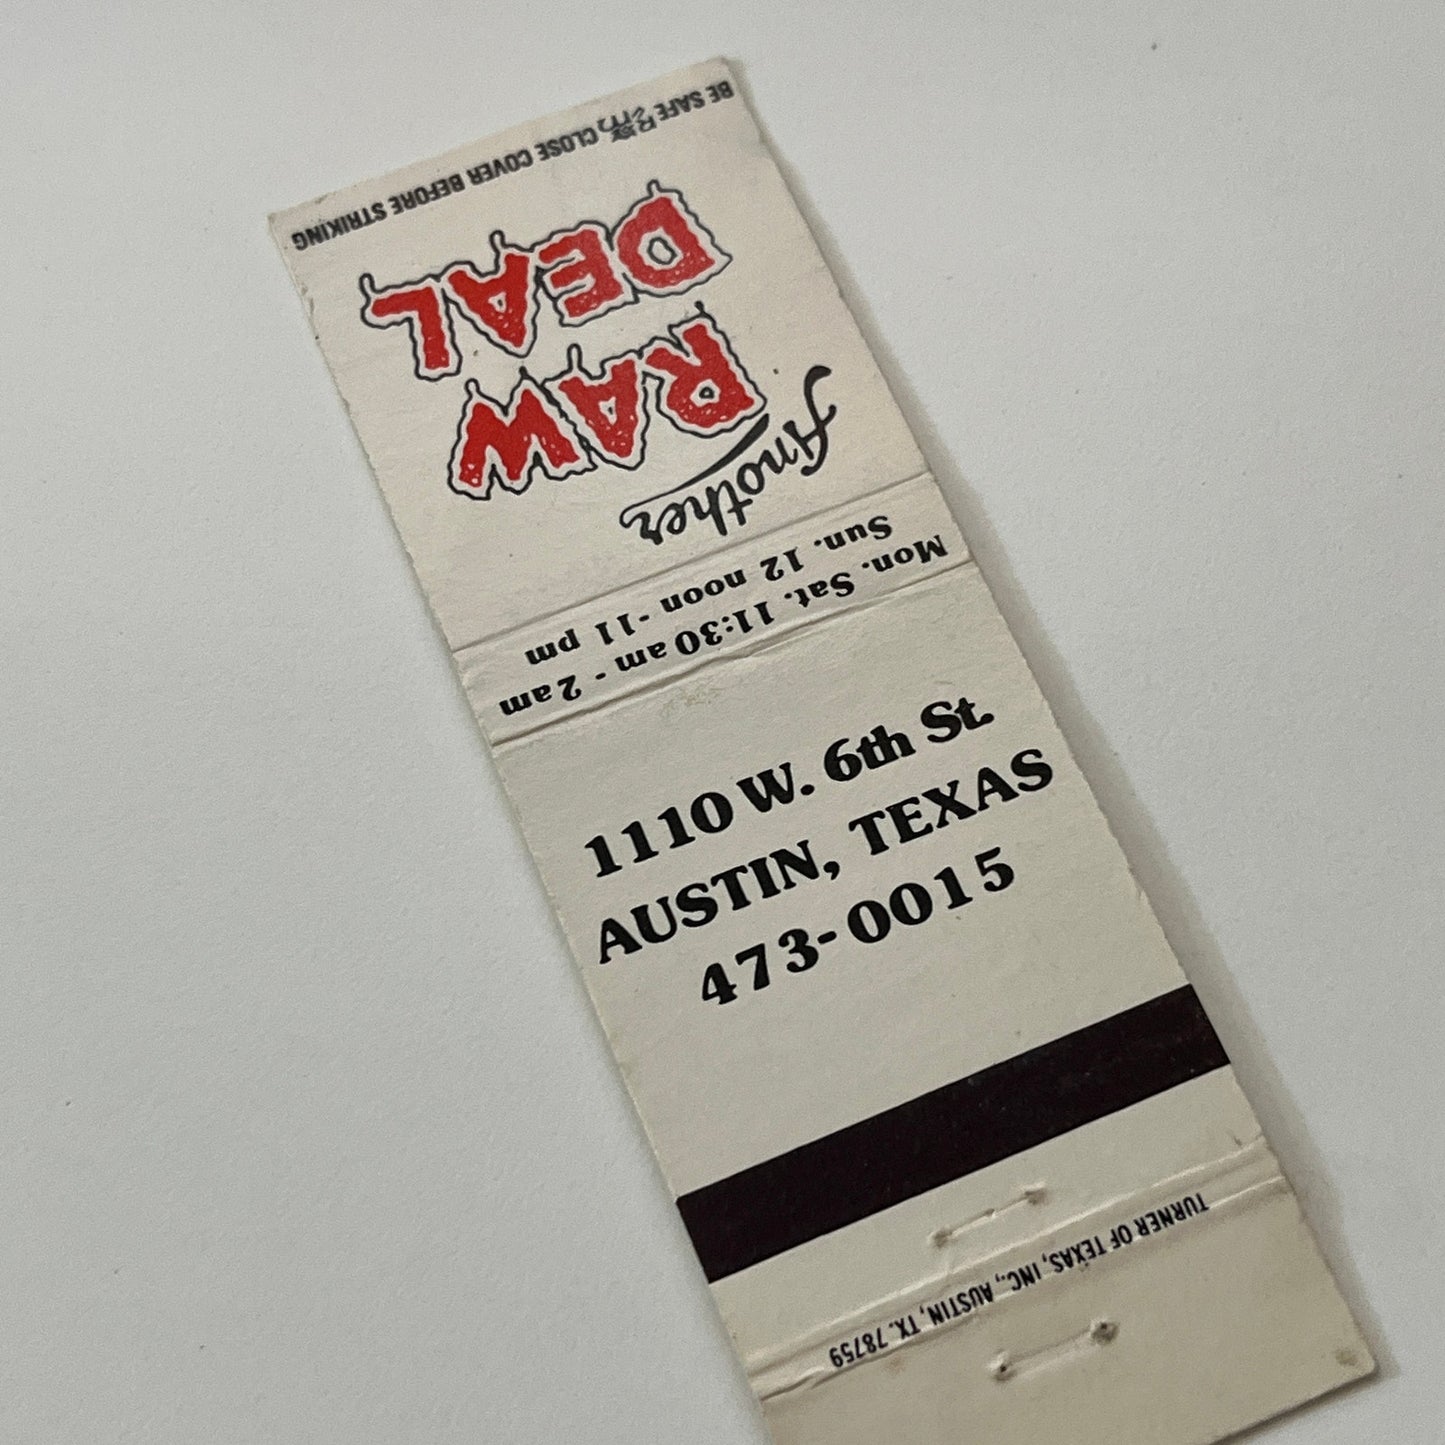 BE SAFE CLOSE COVER BEFORE STRIKING
Another
RAW
DEAL
Mon. Sat. 11:30 am - 2 am
Sun. 12 noon -11 pm
1110 W. 6th St.
AUSTIN, TEXAS
473-0015
TURNER OF TEXAS, INC., AUSTIN, TX. 78759